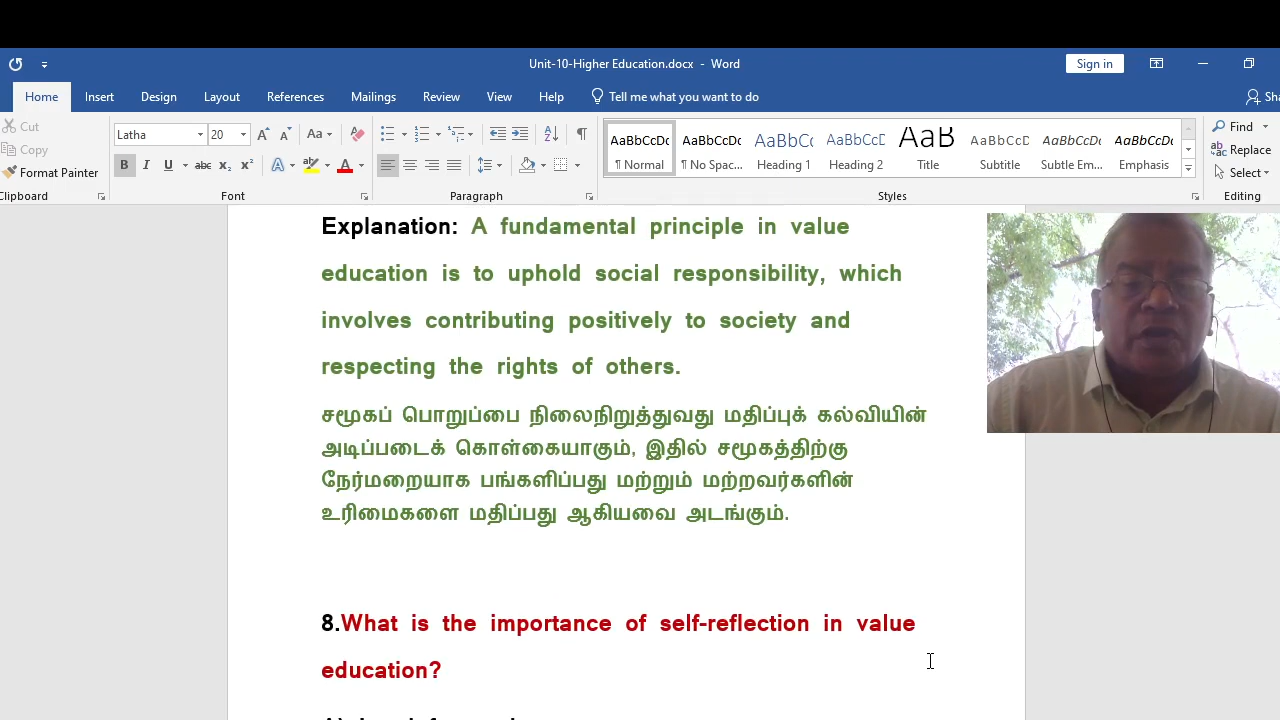 Unit-10-Higher Education.docx - Word
Sign in
Home Insert Design Layout References Mailings Review View Help Tell me what you want to do
Cut
Copy
Format Painter
Clipboard
Latha 20
Font
Paragraph
AaBbCcDc AaBbCcDc AaBbC AaBbCcD AaB AaBbCcD AaBbCcDc AaBbCcDc
¶ Normal ¶ No Spac... Heading 1 Heading 2 Title Subtitle Subtle Em... Emphasis
Styles
Find
Replace
Select
Editing
Explanation: A fundamental principle in value
education is to uphold social responsibility, which
involves contributing positively to society and
respecting the rights of others.
சமூகப் பொறுப்பை நிலைநிறுத்துவது மதிப்புக் கல்வியின்
அடிப்படைக் கொள்கையாகும், இதில் சமூகத்திற்கு
நேர்மறையாக பங்களிப்பது மற்றும் மற்றவர்களின்
உரிமைகளை மதிப்பது ஆகியவை அடங்கும்.
8.What is the importance of self-reflection in value
education?